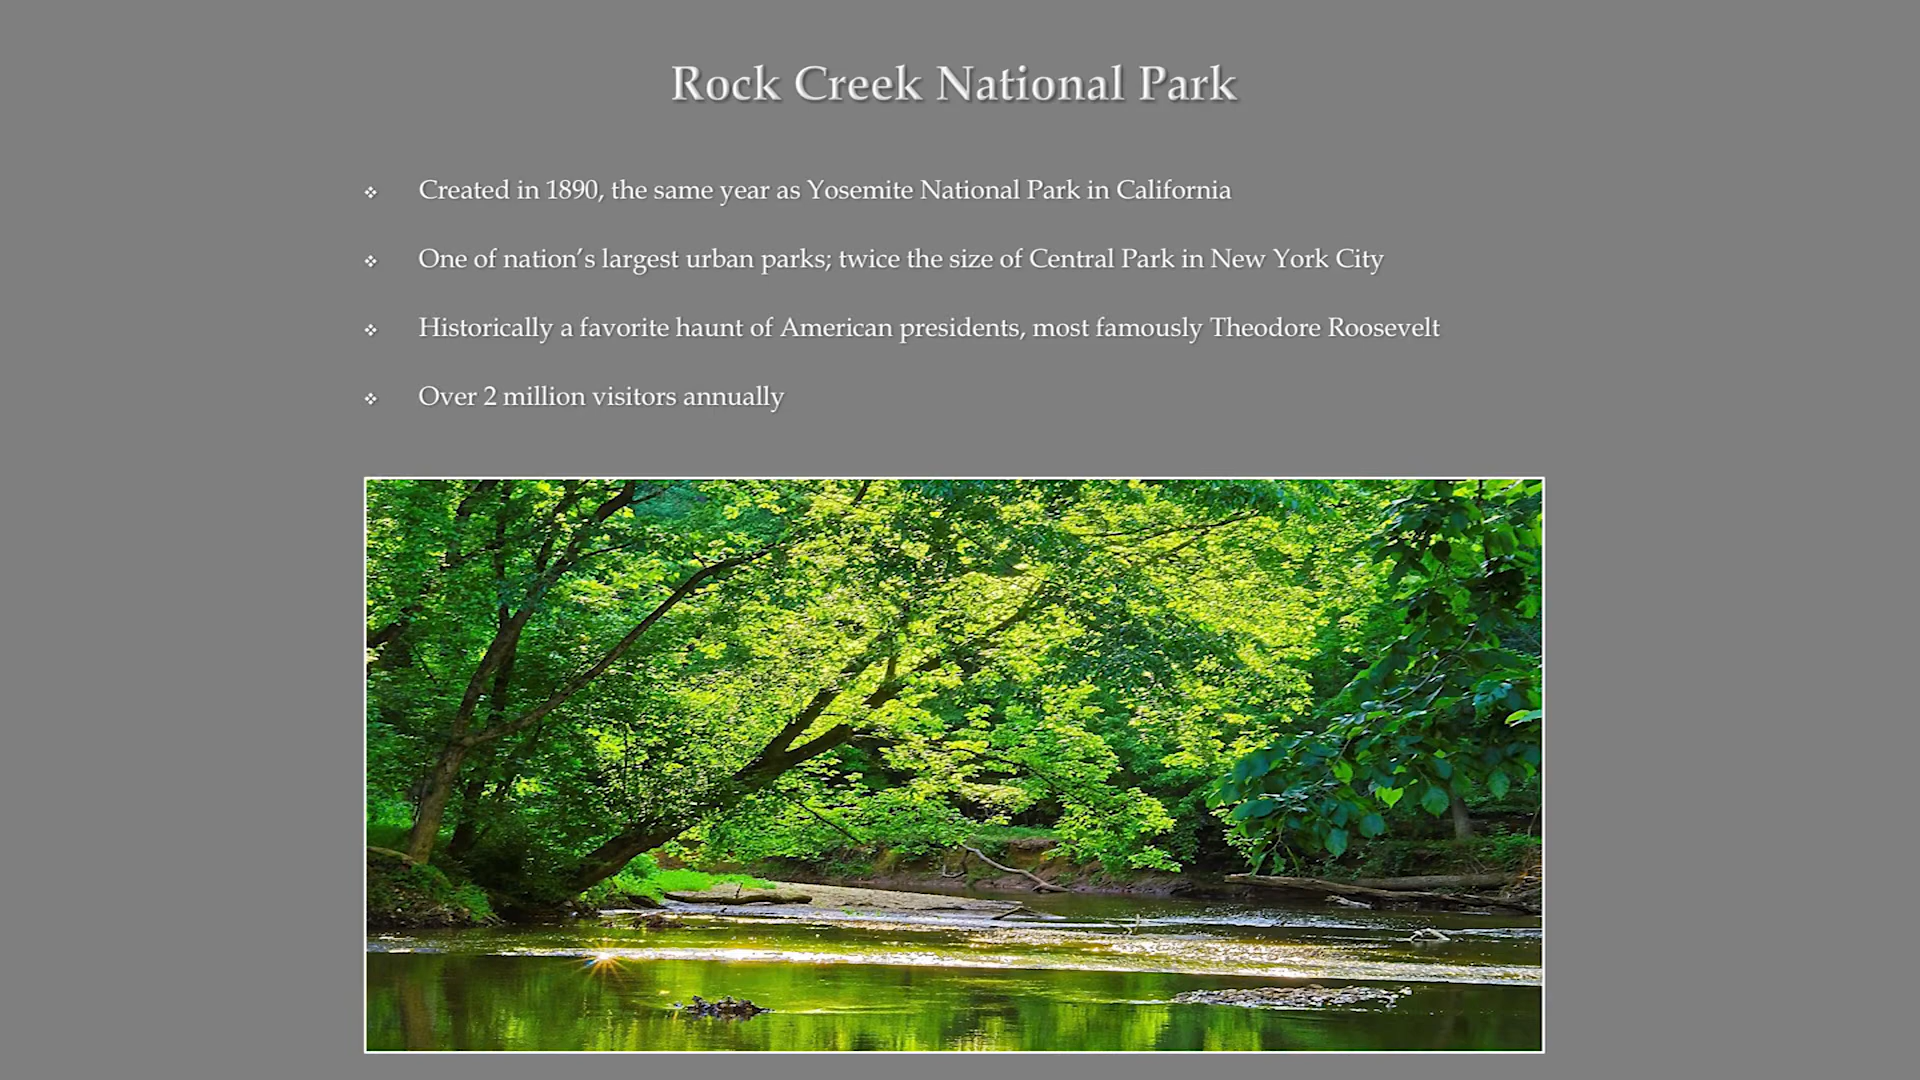 Rock Creek National Park
❖ Created in 1890, the same year as Yosemite National Park in California
❖ One of nation’s largest urban parks; twice the size of Central Park in New York City
❖ Historically a favorite haunt of American presidents, most famously Theodore Roosevelt
❖ Over 2 million visitors annually